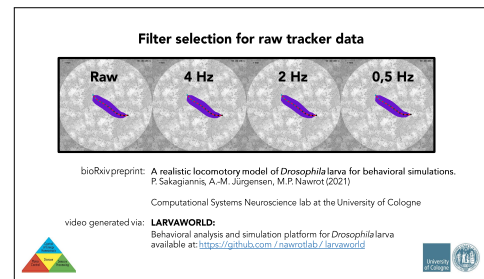 Filter selection for raw tracker data
Raw 4 Hz 2 Hz 0,5 Hz
bioRxiv preprint: A realistic locomotory model of Drosophila larva for behavioral simulations.
P. Sakagiannis, A.-M. Jürgensen, M.P. Nawrot (2021)
Computational Systems Neuroscience lab at the University of Cologne
video generated via: LARVAWORLD:
Behavioral analysis and simulation platform for Drosophila larva
available at: https://github.com / nawrotlab / larvaworld
University
of Cologne